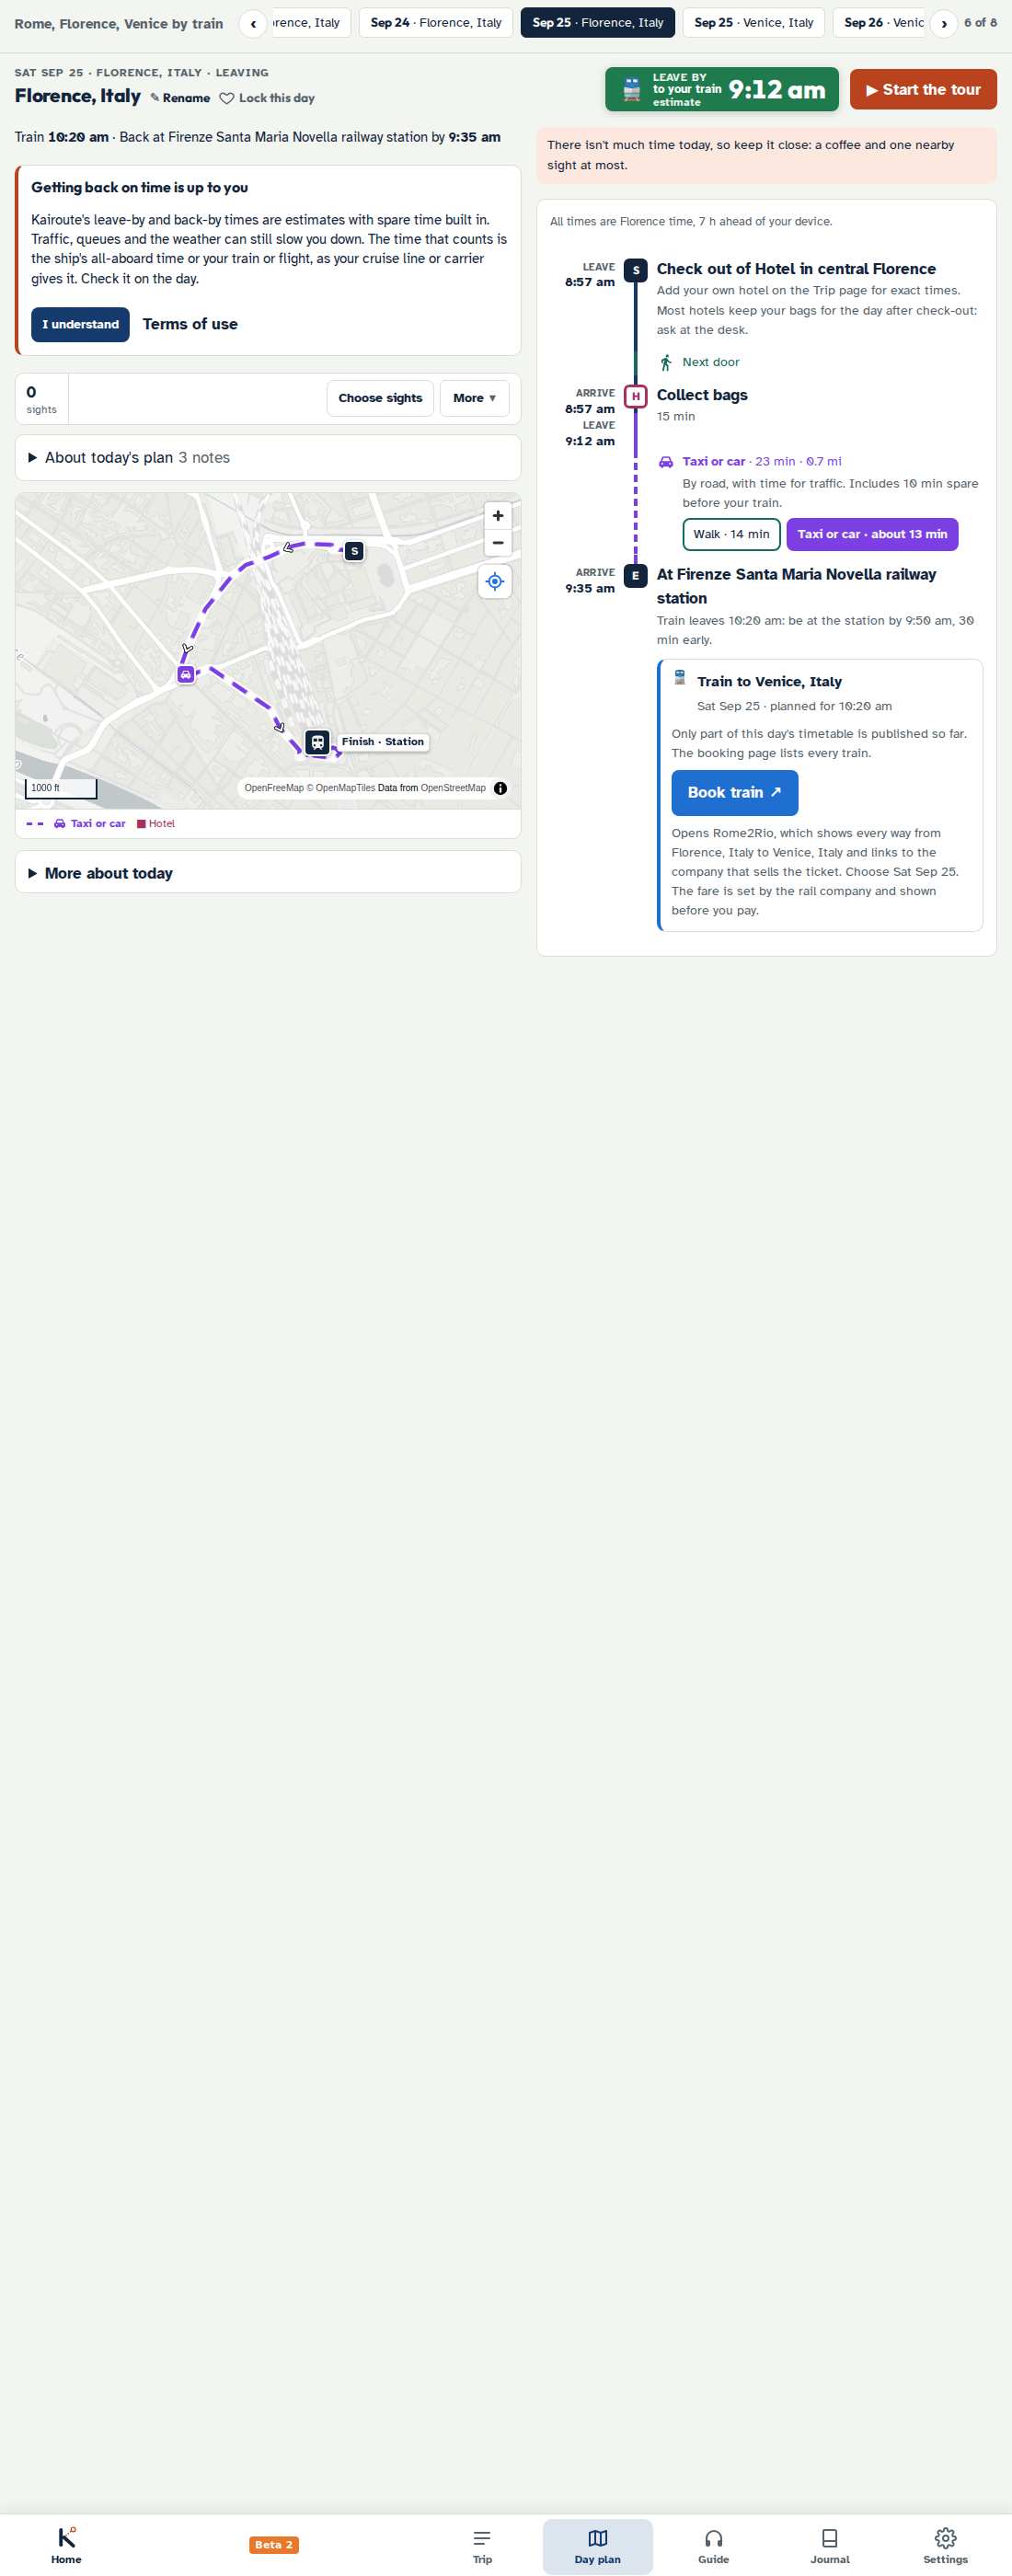 Rome, Florence, Venice by train
‹
rence, Italy
Sep 24 · Florence, Italy
Sep 25 · Florence, Italy
Sep 25 · Venice, Italy
Sep 26 · Venic
›
6 of 8
SAT SEP 25 · FLORENCE, ITALY · LEAVING
Florence, Italy
✎ Rename
Lock this day
LEAVE BY
to your train
estimate
9:12 am
▶ Start the tour
Train 10:20 am · Back at Firenze Santa Maria Novella railway station by 9:35 am
Getting back on time is up to you
Kairoute's leave-by and back-by times are estimates with spare time built in.
Traffic, queues and the weather can still slow you down. The time that counts is
the ship's all-aboard time or your train or flight, as your cruise line or carrier
gives it. Check it on the day.
I understand
Terms of use
0
sights
Choose sights
More ▼
▶ About today's plan 3 notes
S
+
−
Finish · Station
1000 ft
OpenFreeMap © OpenMapTiles Data from OpenStreetMap
Taxi or car
Hotel
▶ More about today
There isn't much time today, so keep it close: a coffee and one nearby
sight at most.
All times are Florence time, 7 h ahead of your device.
LEAVE
8:57 am
S
Check out of Hotel in central Florence
Add your own hotel on the Trip page for exact times.
Most hotels keep your bags for the day after check-out:
ask at the desk.
Next door
ARRIVE
8:57 am
LEAVE
9:12 am
H
Collect bags
15 min
Taxi or car · 23 min · 0.7 mi
By road, with time for traffic. Includes 10 min spare
before your train.
Walk · 14 min
Taxi or car · about 13 min
ARRIVE
9:35 am
E
At Firenze Santa Maria Novella railway
station
Train leaves 10:20 am: be at the station by 9:50 am, 30
min early.
Train to Venice, Italy
Sat Sep 25 · planned for 10:20 am
Only part of this day's timetable is published so far.
The booking page lists every train.
Book train ↗
Opens Rome2Rio, which shows every way from
Florence, Italy to Venice, Italy and links to the
company that sells the ticket. Choose Sat Sep 25.
The fare is set by the rail company and shown
before you pay.
Home
Beta 2
Trip
Day plan
Guide
Journal
Settings